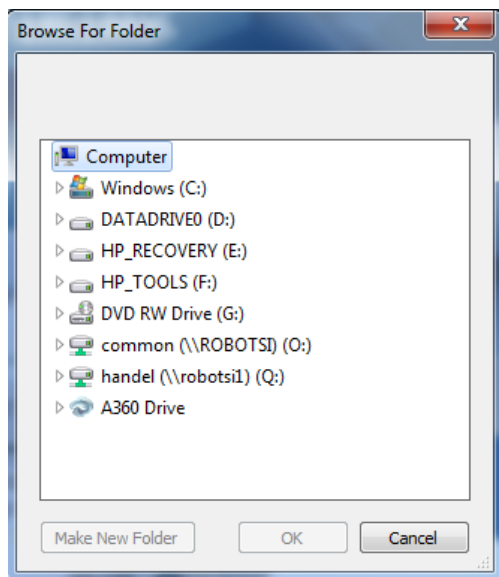 Browse For Folder
Computer
Windows (C:)
DATADRIVE0 (D:)
HP_RECOVERY (E:)
HP_TOOLS (F:)
DVD RW Drive (G:)
common (\\ROBOTSI) (O:)
handel (\\robotsi1) (Q:)
A360 Drive
Make New Folder OK Cancel